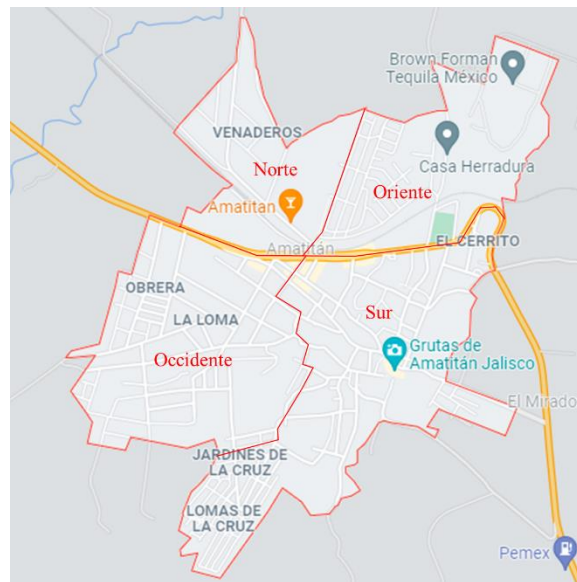 Brown Forman
Tequila México
VENADEROS
Norte
Casa Herradura
Oriente
Amatitan
Amatitán
EL CERRITO
OBRERA
LA LOMA
Sur
Occidente
Grutas de
Amatitán Jalisco
El Mirado
JARDINES DE
LA CRUZ
LOMAS DE
LA CRUZ
Pemex